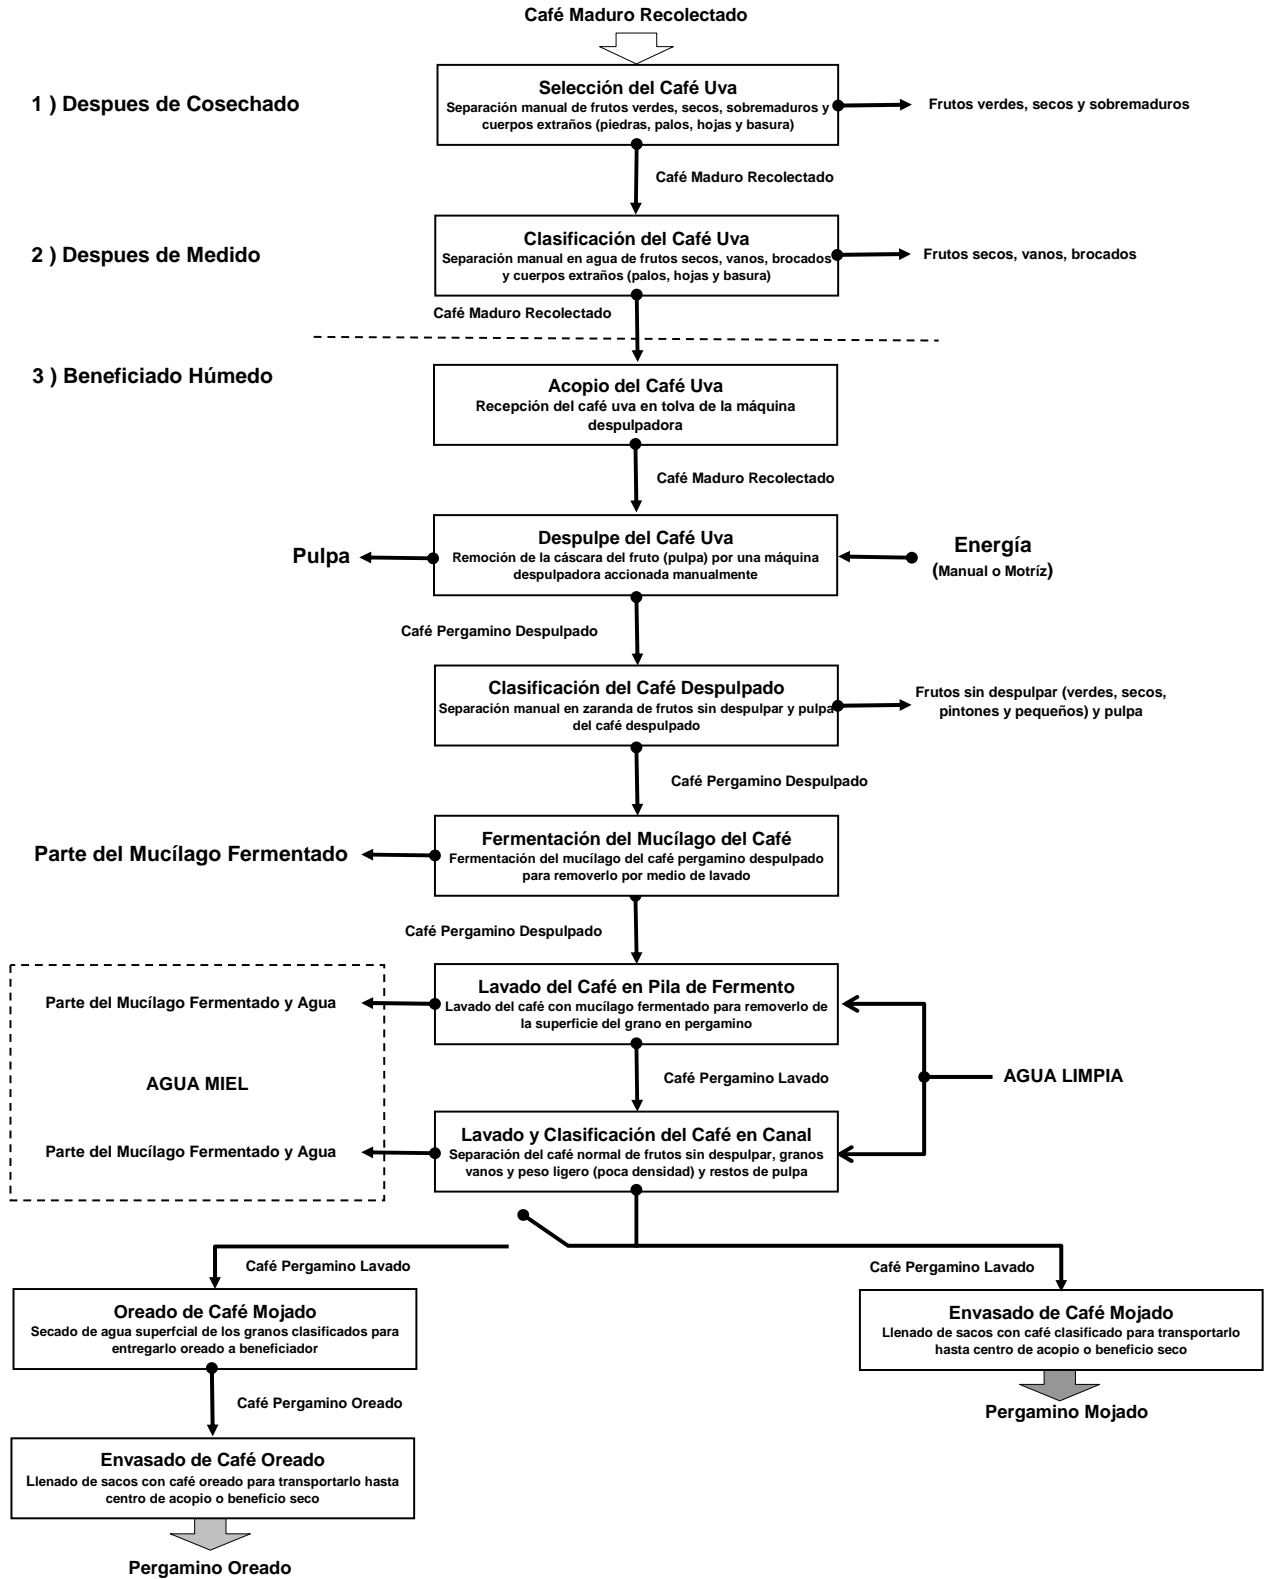 Café Maduro Recolectado
1 ) Despues de Cosechado
Selección del Café Uva
Separación manual de frutos verdes, secos, sobremaduros y
cuerpos extraños (piedras, palos, hojas y basura)
Frutos verdes, secos y sobremaduros
Café Maduro Recolectado
2 ) Despues de Medido
Clasificación del Café Uva
Separación manual en agua de frutos secos, vanos, brocados
y cuerpos extraños (palos, hojas y basura)
Frutos secos, vanos, brocados
Café Maduro Recolectado
3 ) Beneficiado Húmedo
Acopio del Café Uva
Recepción del café uva en tolva de la máquina
despulpadora
Café Maduro Recolectado
Pulpa
Despulpe del Café Uva
Remoción de la cáscara del fruto (pulpa) por una máquina
despulpadora accionada manualmente
Energía
(Manual o Motríz)
Café Pergamino Despulpado
Clasificación del Café Despulpado
Separación manual en zaranda de frutos sin despulpar y pulpa
del café despulpado
Frutos sin despulpar (verdes, secos,
pintones y pequeños) y pulpa
Café Pergamino Despulpado
Parte del Mucílago Fermentado
Fermentación del Mucílago del Café
Fermentación del mucílago del café pergamino despulpado
para removerlo por medio de lavado
Café Pergamino Despulpado
Parte del Mucílago Fermentado y Agua
Lavado del Café en Pila de Fermento
Lavado del café con mucílago fermentado para removerlo de
la superficie del grano en pergamino
AGUA MIEL
Café Pergamino Lavado
AGUA LIMPIA
Parte del Mucílago Fermentado y Agua
Lavado y Clasificación del Café en Canal
Separación del café normal de frutos sin despulpar, granos
vanos y peso ligero (poca densidad) y restos de pulpa
Café Pergamino Lavado
Café Pergamino Lavado
Oreado de Café Mojado
Secado de agua superfcial de los granos clasificados para
entregarlo oreado a beneficiador
Envasado de Café Mojado
Llenado de sacos con café clasificado para transportarlo
hasta centro de acopio o beneficio seco
Café Pergamino Oreado
Pergamino Mojado
Envasado de Café Oreado
Llenado de sacos con café oreado para transportarlo hasta
centro de acopio o beneficio seco
Pergamino Oreado